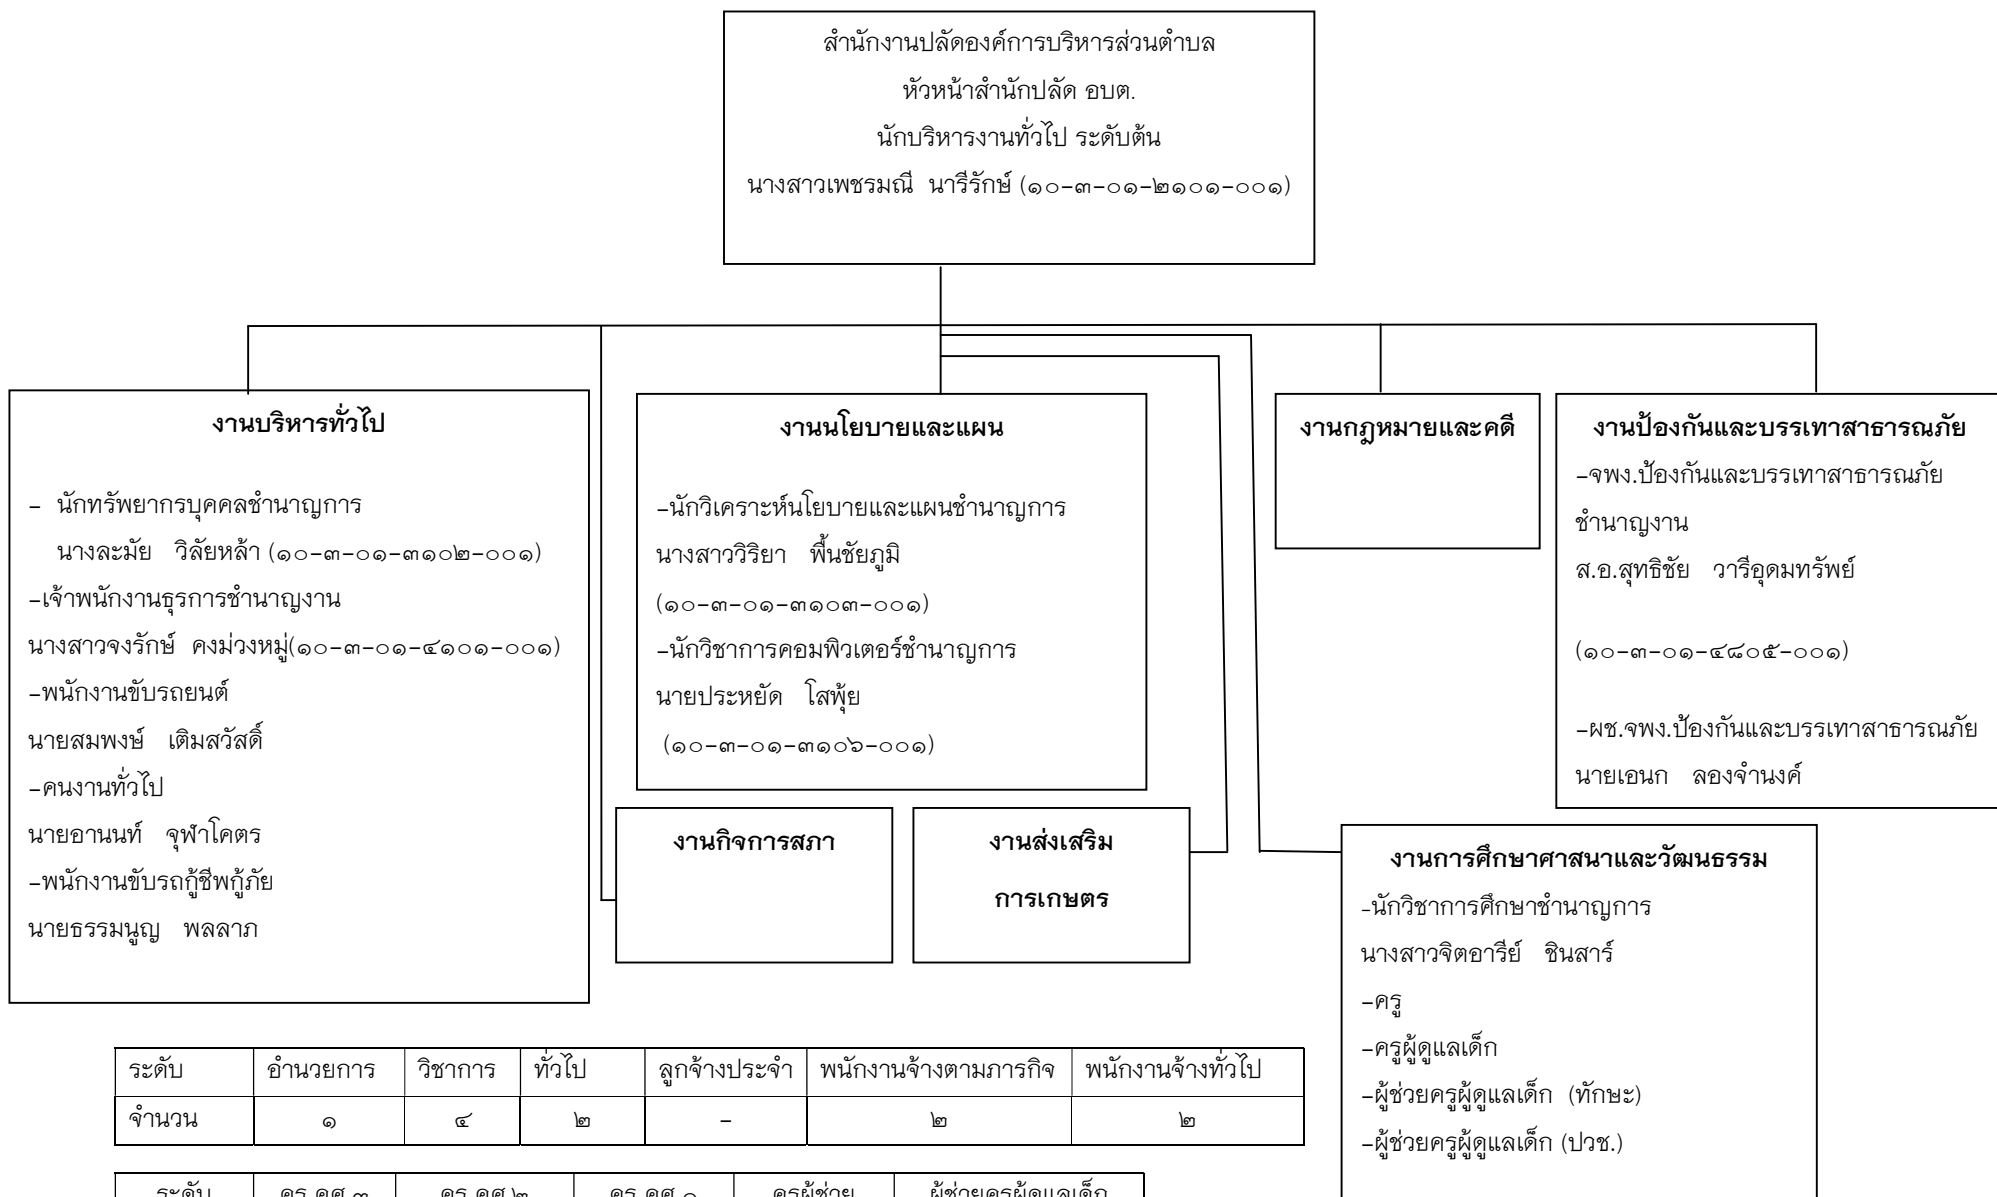 สำนักงานปลัดองค์การบริหารส่วนตำบล
หัวหน้าสำนักปลัด อบต.
นักบริหารงานทั่วไป ระดับต้น
นางสาวเพชรมณี นารีรักษ์ (๑๐-๓-๐๑-๒๑๐๑-๐๐๑)
งานบริหารทั่วไป
- นักทรัพยากรบุคคลชำนาญการ
นางละมัย วิลัยหล้า (๑๐-๓-๐๑-๓๑๐๒-๐๐๑)
-เจ้าพนักงานธุรการชำนาญงาน
นางสาวจงรักษ์ คงม่วงหมู่(๑๐-๓-๐๑-๔๑๐๑-๐๐๑)
-พนักงานขับรถยนต์
นายสมพงษ์ เติมสวัสดิ์
-คนงานทั่วไป
นายอานนท์ จุฬาโคตร
-พนักงานขับรถกู้ชีพกู้ภัย
นายธรรมนูญ พลลาภ
งานนโยบายและแผน
-นักวิเคราะห์นโยบายและแผนชำนาญการ
นางสาววิริยา พื้นชัยภูมิ
(๑๐-๓-๐๑-๓๑๐๓-๐๐๑)
-นักวิชาการคอมพิวเตอร์ชำนาญการ
นายประหยัด โสพุ้ย
(๑๐-๓-๐๑-๓๑๐๖-๐๐๑)
งานกฎหมายและคดี
งานป้องกันและบรรเทาสาธารณภัย
-จพง.ป้องกันและบรรเทาสาธารณภัย
ชำนาญงาน
ส.อ.สุทธิชัย วารีอุดมทรัพย์
(๑๐-๓-๐๑-๔๘๐๕-๐๐๑)
-ผช.จพง.ป้องกันและบรรเทาสาธารณภัย
นายเอนก ลองจำนงค์
งานกิจการสภา
งานส่งเสริม
การเกษตร
งานการศึกษาศาสนาและวัฒนธรรม
-นักวิชาการศึกษาชำนาญการ
นางสาวจิตอารีย์ ชินสาร์
-ครู
-ครูผู้ดูแลเด็ก
-ผู้ช่วยครูผู้ดูแลเด็ก (ทักษะ)
-ผู้ช่วยครูผู้ดูแลเด็ก (ปวช.)
ระดับ อำนวยการ วิชาการ ทั่วไป ลูกจ้างประจำ พนักงานจ้างตามภารกิจ พนักงานจ้างทั่วไป
จำนวน ๑ ๔ ๒ - ๒ ๒
ระดับ ครู คศ.๓ ครู คศ.๒ ครู คศ.๑ ครูผู้ช่วย ผู้ช่วยครูผู้ดูแลเด็ก